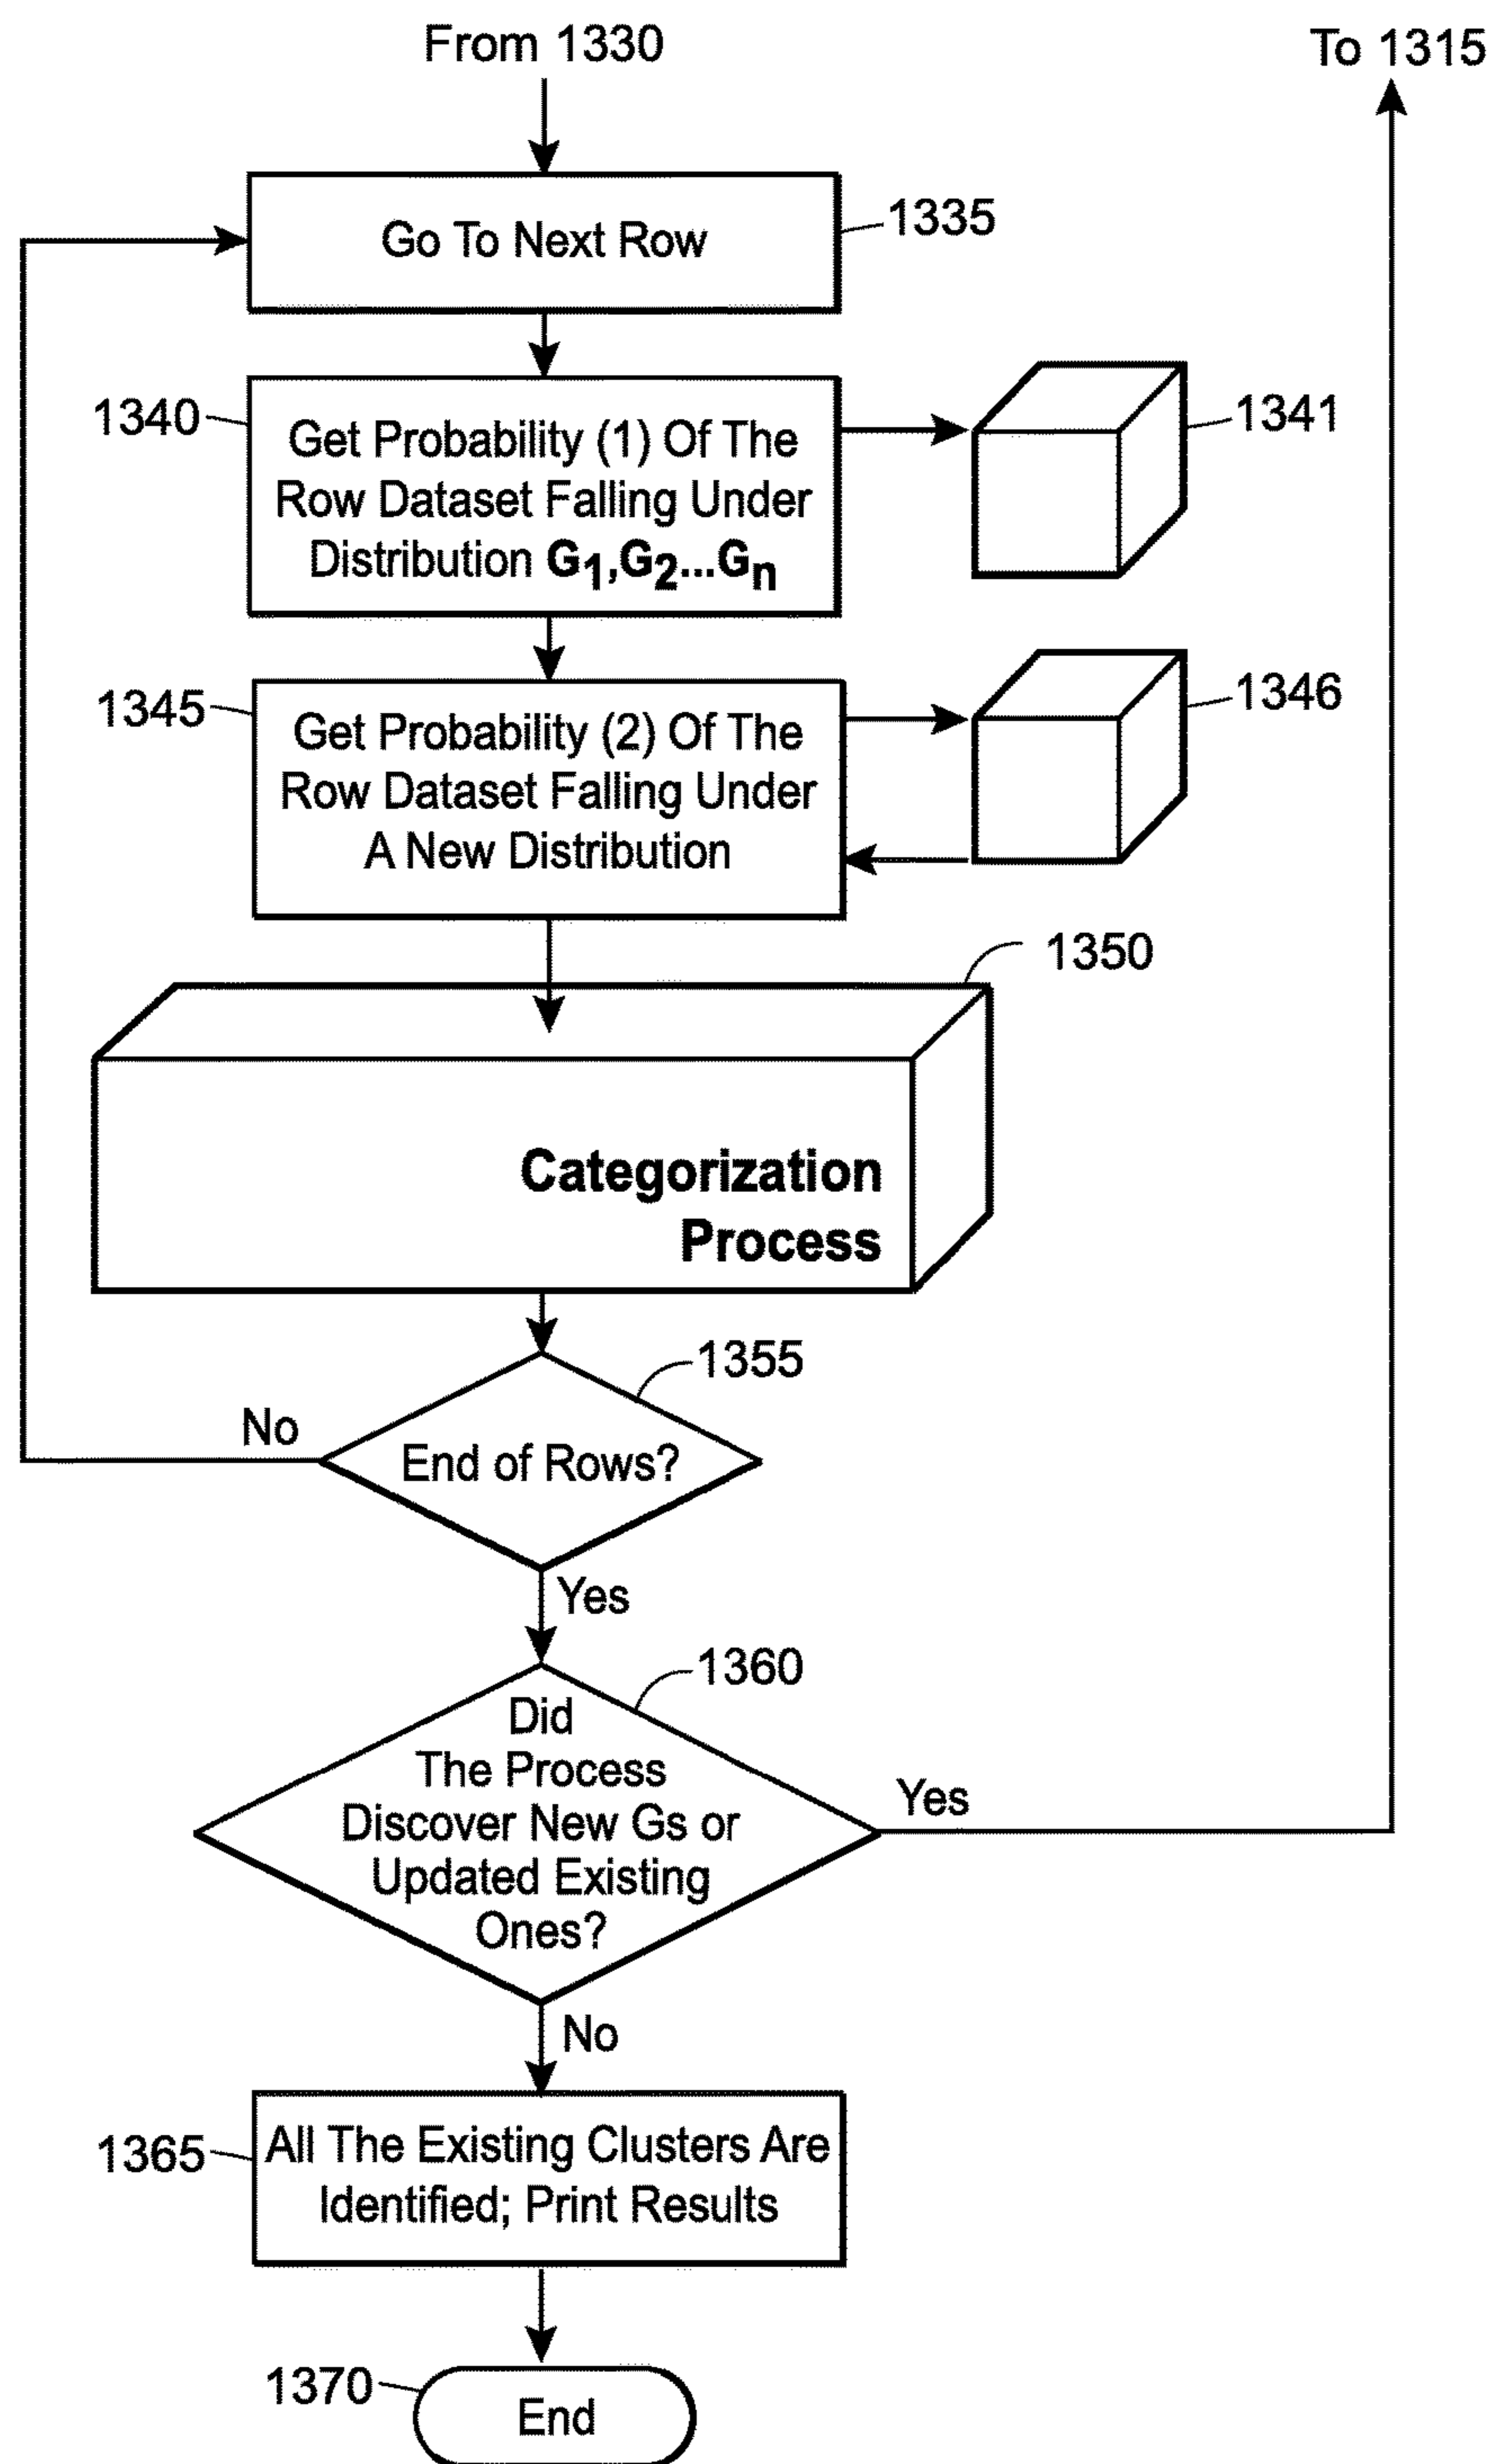 From 1330
To 1315
Go To Next Row
1335
1340
Get Probability (1) Of The
Row Dataset Falling Under
Distribution G1,G2...Gn
1341
1345
Get Probability (2) Of The
Row Dataset Falling Under
A New Distribution
1346
1350
Categorization
Process
1355
No
End of Rows?
Yes
1360
Did
The Process
Discover New Gs or
Updated Existing
Ones?
Yes
No
1365
All The Existing Clusters Are
Identified; Print Results
1370
End